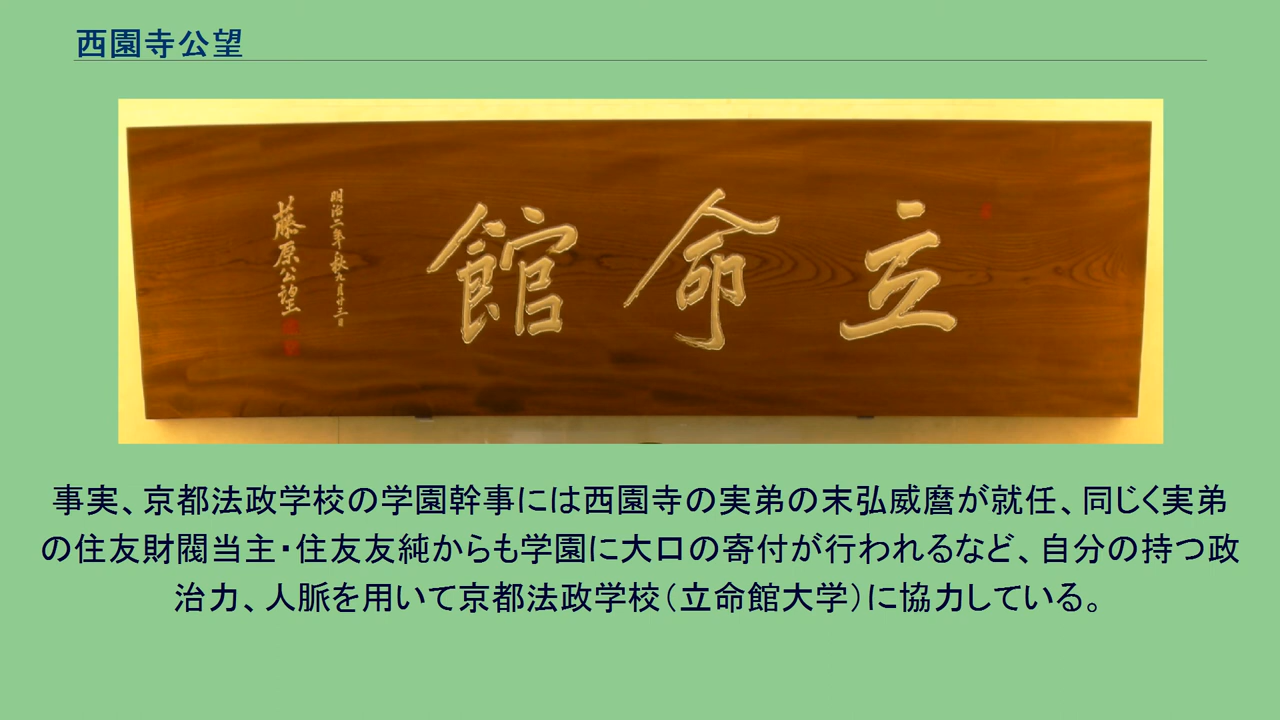 西園寺公望
立命館
明治二年秋九月廿三日
藤原公望
事実、京都法政学校の学園幹事には西園寺の実弟の末弘威麿が就任、同じく実弟
の住友財閥当主・住友友純からも学園に大口の寄付が行われるなど、自分の持つ政
治力、人脈を用いて京都法政学校（立命館大学）に協力している。